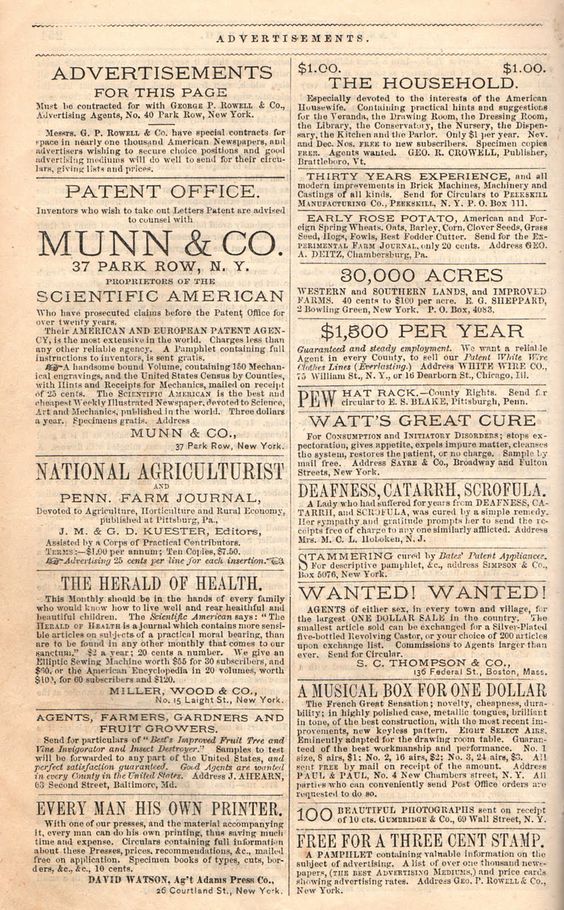 ADVERTISEMENTS.
ADVERTISEMENTS
FOR THIS PAGE
Must be contracted for with GEORGE P. ROWELL & Co.,
Advertising Agents, No. 40 Park Row, New York.
Messrs. G. P. ROWELL & Co. have special contracts for
space in nearly one thousand American Newspapers, and
advertisers wishing to secure choice positions and good
advertising mediums will do well to send for their circu-
lars, giving lists and prices.
PATENT OFFICE.
Inventors who wish to take out Letters Patent are advised
to counsel with
MUNN & CO.
37 PARK ROW, N. Y.
PROPRIETORS OF THE
SCIENTIFIC AMERICAN
Who have prosecuted claims before the Patent Office for
over twenty years.
Their AMERICAN AND EUROPEAN PATENT AGEN-
CY, is the most extensive in the world. Charges less than
any other reliable agency. A Pamphlet containing full
instructions to inventors, is sent gratis.
☞A handsome bound Volume, containing 150 Mechan-
ical engravings, and the United States Census by Counties,
with Hints and Receipts for Mechanics, mailed on receipt
of 25 cents. The SCIENTIFIC AMERICAN is the best and
cheapest Weekly Illustrated Newspaper, devoted to Science,
Art and Mechanics, published in the world. Three dollars
a year. Specimens gratis. Address
MUNN & CO.,
37 Park Row, New York.
NATIONAL AGRICULTURIST
AND
PENN. FARM JOURNAL,
Devoted to Agriculture, Horticulture and Rural Economy,
published at Pittsburg, Pa.,
J. M. & G. D. KUESTER, Editors,
Assisted by a Corps of Practical Contributors.
TERMS:—$1.00 per annum; Ten Copies, $7.50.
☞Advertising 25 cents per line for each insertion.☜
THE HERALD OF HEALTH.
This Monthly should be in the hands of every family
who would know how to live well and rear healthful and
beautiful children. The Scientific American says: "THE
HERALD OF HEALTH is a journal which contains more sensi-
ble articles on subjects of a practical moral bearing, than
are to be found in any other monthly that comes to our
sanctum." $2 a year; 20 cents a number. We give an
Elliptic Sewing Machine worth $55 for 30 subscribers, and
$60, or the American Encyclopedia in 20 volumes, worth
$100, for 60 subscribers and $120.
MILLER, WOOD & CO.,
No. 15 Laight St., New York.
AGENTS, FARMERS, GARDNERS AND
FRUIT GROWERS.
Send for particulars of "Best's Improved Fruit Tree and
Vine Invigorator and Insect Destroyer." Samples to test
will be forwarded to any part of the United States, and
perfect satisfaction guaranteed. Good Agents are wanted
in every County in the United States. Address J. AHEARN,
63 Second Street, Baltimore, Md.
EVERY MAN HIS OWN PRINTER.
With one of our presses, and the material accompanying
it, every man can do his own printing, thus saving much
time and expense. Circulars containing full information
about these Presses, prices, recommendations, &c., mailed
free on application. Specimen books of types, cuts, bor-
ders, &c., &c., 10 cents.
DAVID WATSON, Ag't Adams Press Co.,
26 Courtland St., New York.
$1.00. $1.00.
THE HOUSEHOLD.
Especially devoted to the interests of the American
Housewife. Containing practical hints and suggestions
for the Veranda, the Drawing Room, the Dressing Room,
the Library, the Conservatory, the Nursery, the Dispen-
sary, the Kitchen and the Parlor. Only $1 per year. Nov.
and Dec. Nos. FREE to new subscribers. Specimen copies
FREE. Agents wanted. GEO. R. CROWELL, Publisher,
Brattleboro, Vt.
THIRTY YEARS EXPERIENCE, and all
modern improvements in Brick Machines, Machinery and
Castings of all kinds. Send for Circulars to PEEKSKILL
MANUFACTURING CO., PEEKSKILL, N. Y. P. O. Box 111.
EARLY ROSE POTATO, American and For-
eign Spring Wheats, Oats, Barley, Corn, Clover Seeds, Grass
Seed, Hogs, Fowls, Best Fodder Cutter. Send for the Ex-
PERIMENTAL FARM JOURNAL, only 20 cents. Address GEO.
A. DEITZ, Chambersburg, Pa.
30,000 ACRES
WESTERN and SOUTHERN LANDS, and IMPROVED
FARMS. 40 cents to $100 per acre. E. G. SHEPPARD,
2 Bowling Green, New York. P. O. Box, 4083.
$1,500 PER YEAR
Guaranteed and steady employment. We want a reliable
Agent in every County, to sell our Patent White Wire
Clothes Lines (Everlasting.) Address WHITE WIRE CO.,
75 William St., N. Y., or 16 Dearborn St., Chicago, Ill.
PEW HAT RACK.—County Rights. Send for
circular to E. S. BLAKE, Pittsburgh, Penn.
WATT'S GREAT CURE
For CONSUMPTION and INITIATORY DISORDERS; stops ex-
pectoration, gives appetite, expels impure matter, cleanses
the system, restores the patient, or no charge. Sample by
mail free. Address SAYRE & CO., Broadway and Fulton
Streets, New York.
DEAFNESS, CATARRH, SCROFULA.
A Lady who had suffered for years from DEAFNESS, CA-
TARRH, and SCROFULA, was cured by a simple remedy.
Her sympathy and gratitude prompts her to send the re-
ceipts free of charge to any one similarly afflicted. Address
Mrs. M. C. L. Hoboken, N. J.
STAMMERING cured by Bates' Patent Appliances.
For descriptive pamphlet, &c., address SIMPSON & CO.,
Box 5076, New York.
WANTED! WANTED!
AGENTS of either sex, in every town and village, for
the largest ONE DOLLAR SALE in the country. The
smallest article sold can be exchanged for a Silver-Plated
five-bottled Revolving Castor, or your choice of 200 articles
upon exchange list. Commissions to Agents larger than
ever. Send for Circular.
S. C. THOMPSON & CO.,
136 Federal St., Boston, Mass.
A MUSICAL BOX FOR ONE DOLLAR
The French Great Sensation; novelty, cheapness, dura-
bility; in highly polished case, metallic tongues, brilliant
in tone, of the best construction, with the most recent im-
provements, new keyless pattern. EIGHT SELECT AIRS,
Eminently adapted for the drawing room table. Guaran-
teed of the best workmanship and performance. No. 1
size, 8 airs, $1; No. 2, 16 airs, $2; No. 3, 24 airs, $3. All
sent FREE by mail on receipt of the amount. Address
PAUL & PAUL, No. 4 New Chambers street, N. Y. All
parties who can conveniently send Post Office orders are
requested to do so.
100 BEAUTIFUL PHOTOGRAPHS sent on receipt
of 10 cts. GUMBRIDGE & Co., 69 Wall Street, N. Y.
FREE FOR A THREE CENT STAMP.
A PAMPHLET containing valuable information on the
subject of advertising. A list of over one thousand news-
papers, (THE BEST ADVERTISING MEDIUMS,) and price cards
showing advertising rates. Address GEO. P. ROWELL & Co.,
New York.